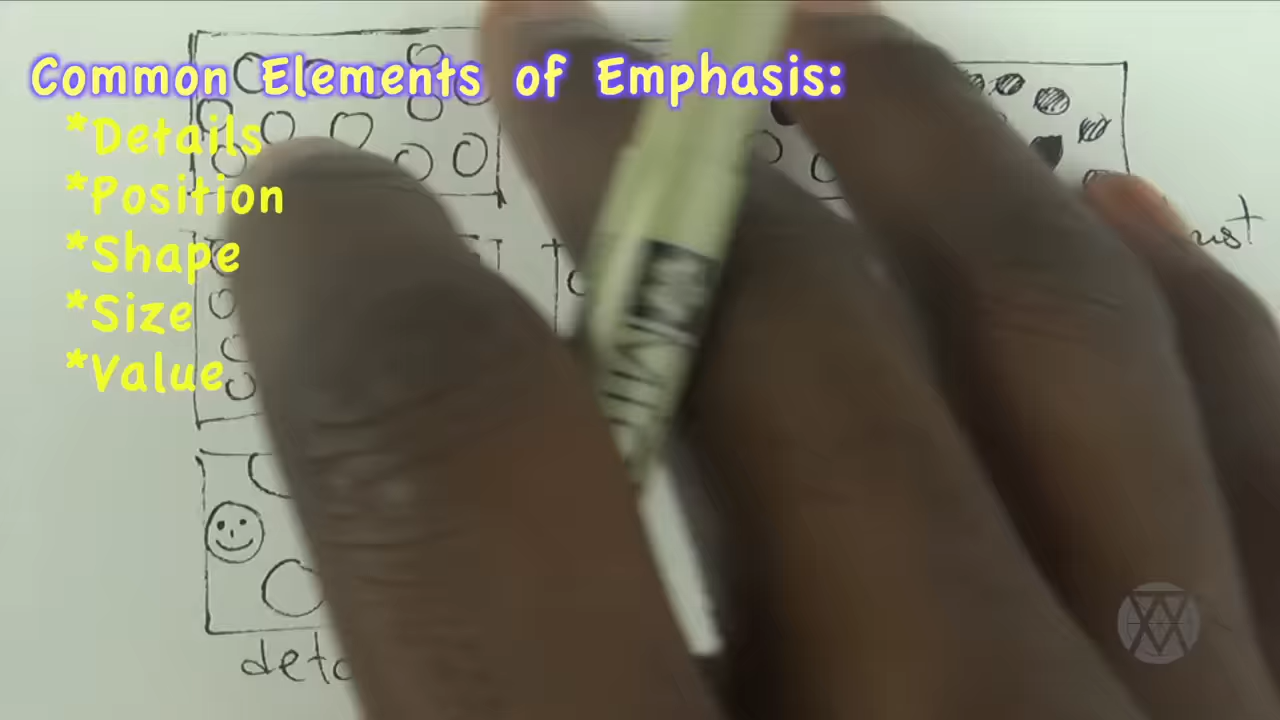 Common Elements of Emphasis:
*Details
*Position
*Shape
*Size
*Value